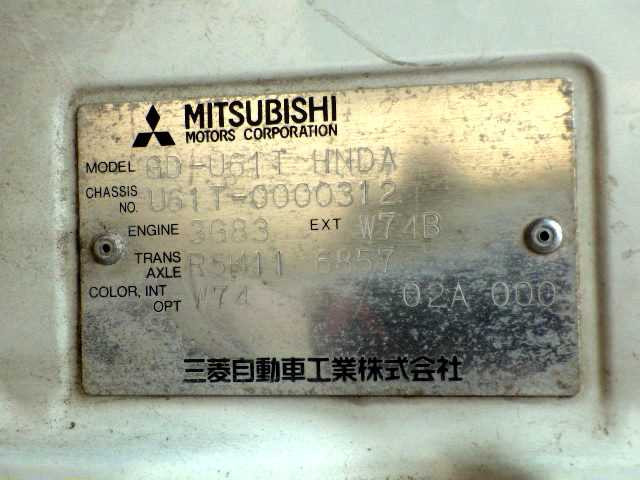 MITSUBISHI
MOTORS CORPORATION
MODEL GD-U61T HNDA
CHASSIS NO. U61T-0000312
ENGINE 3G83 EXT W74B
TRANS AXLE R5M11 6857
COLOR, INT OPT W74 02A 000
三菱自動車工業株式会社